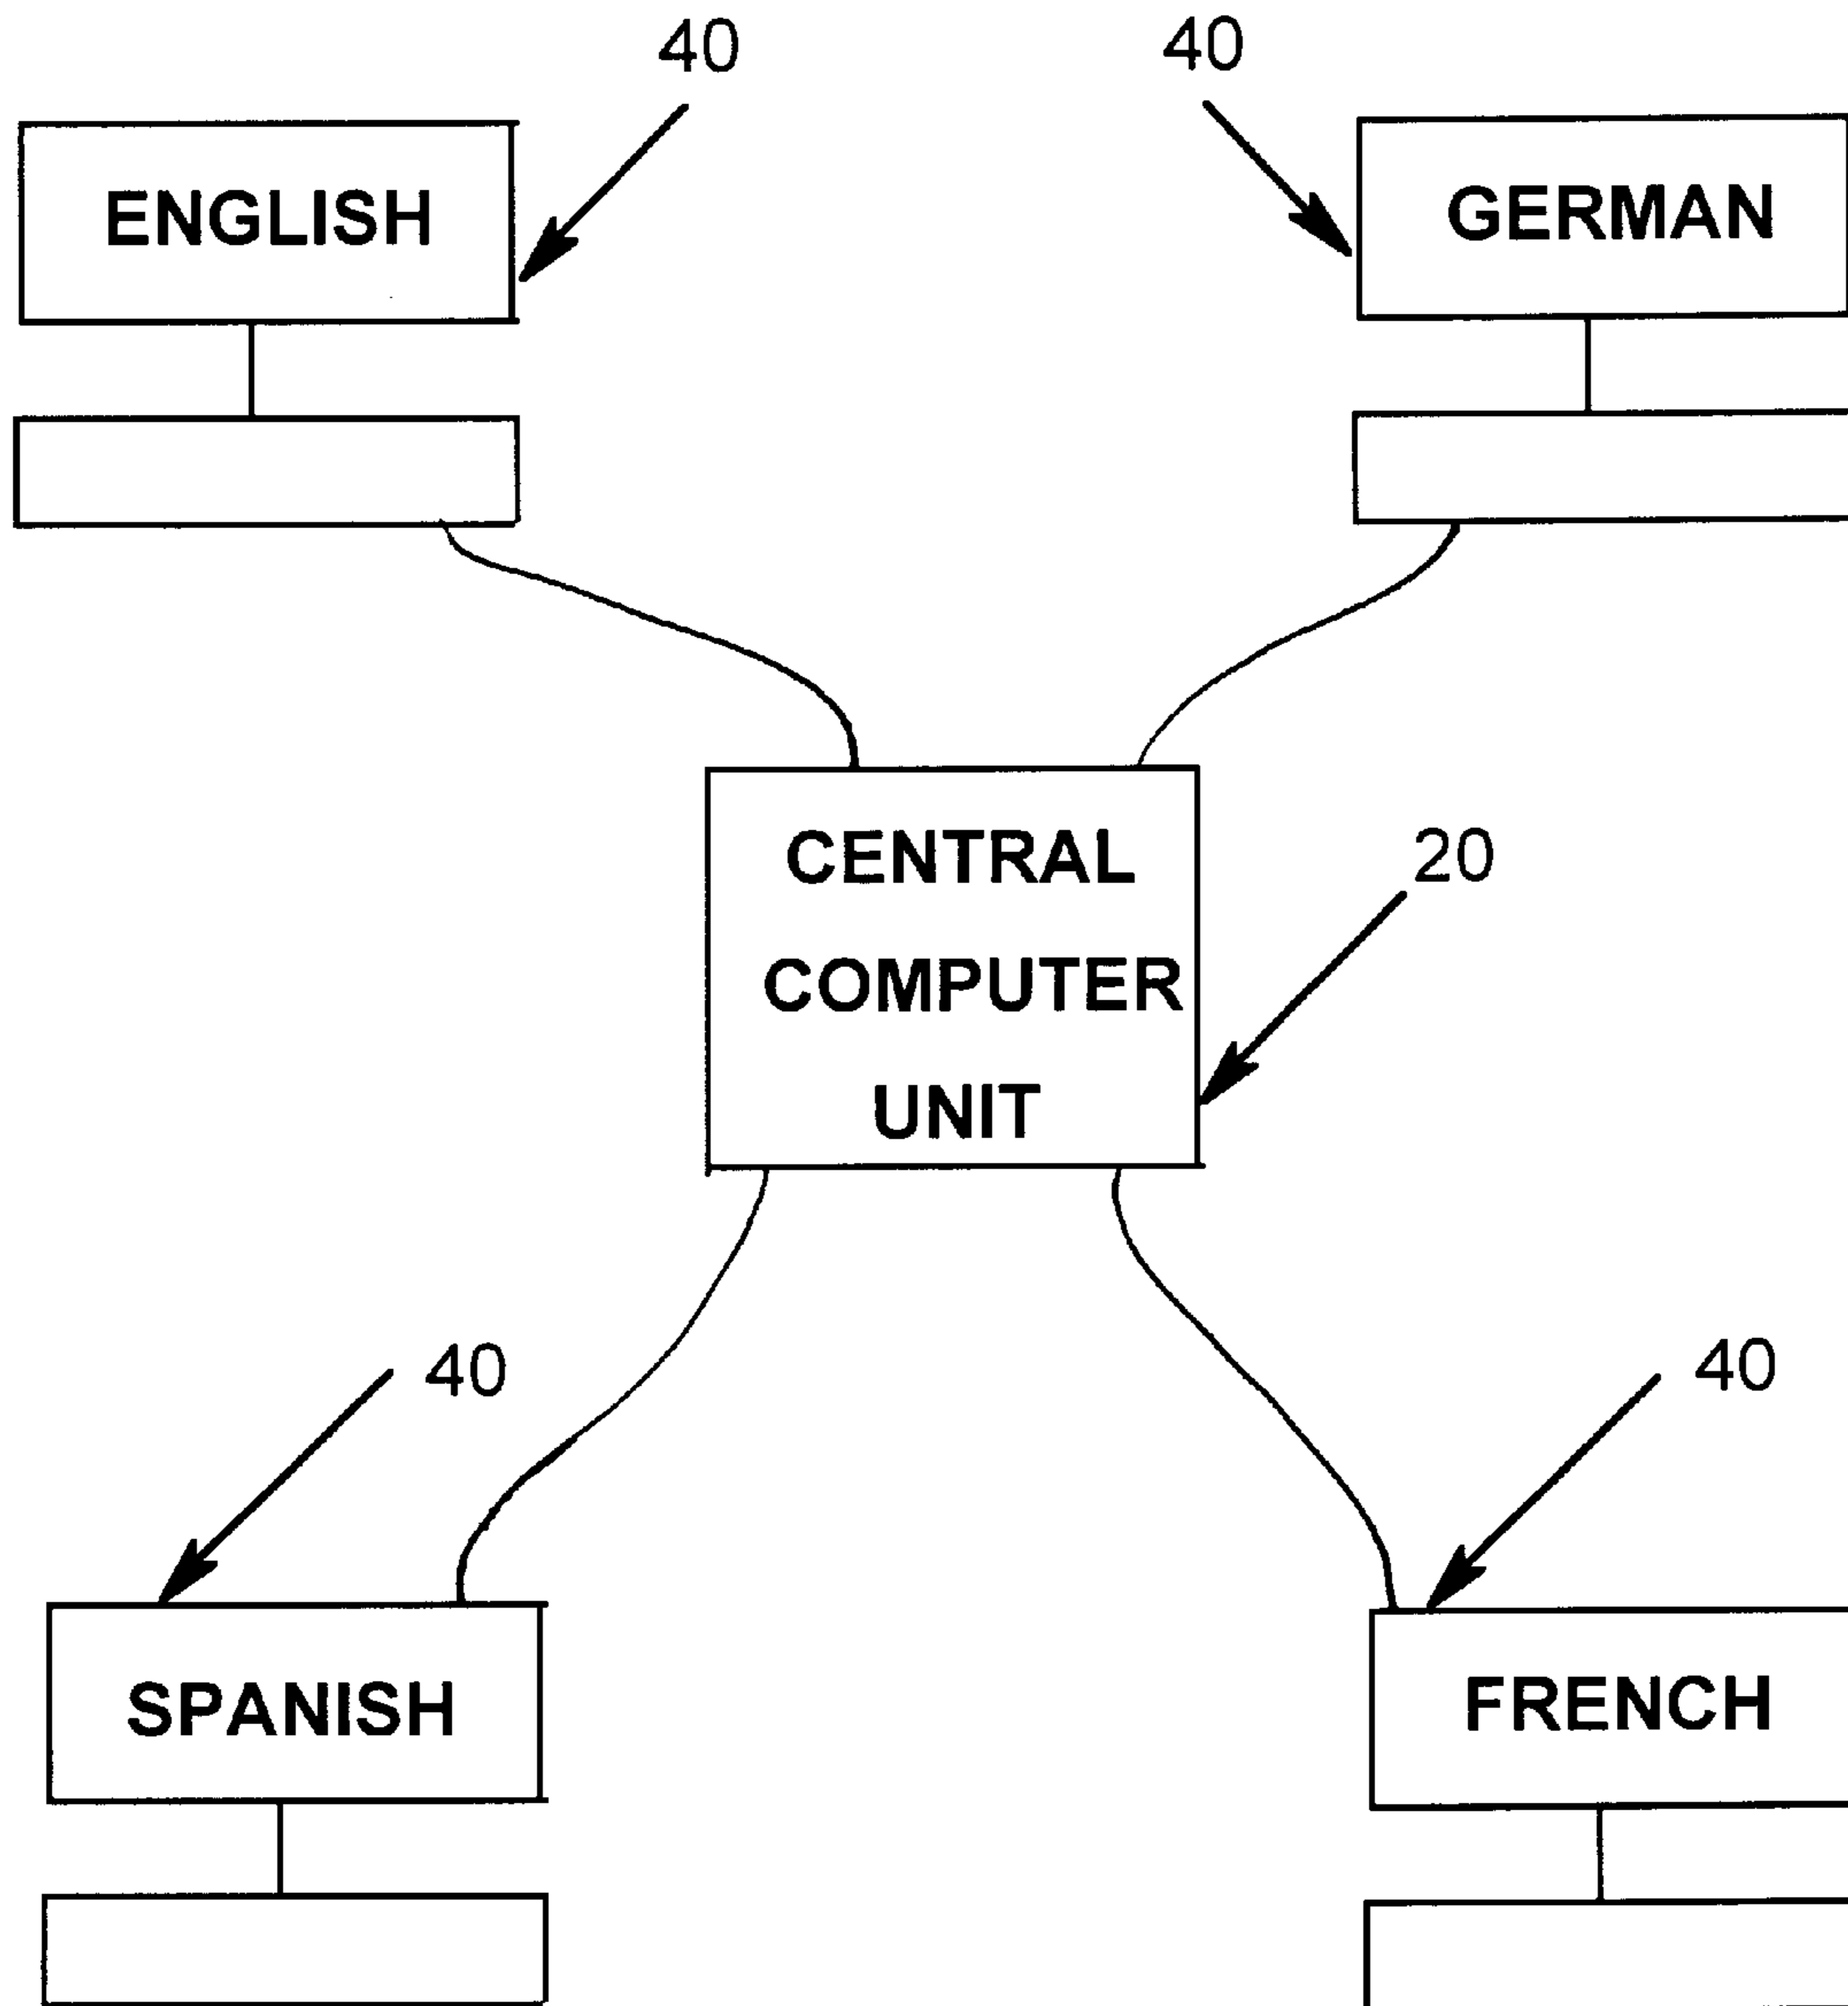 40
40
ENGLISH
GERMAN
CENTRAL
COMPUTER
UNIT
20
40
40
SPANISH
FRENCH